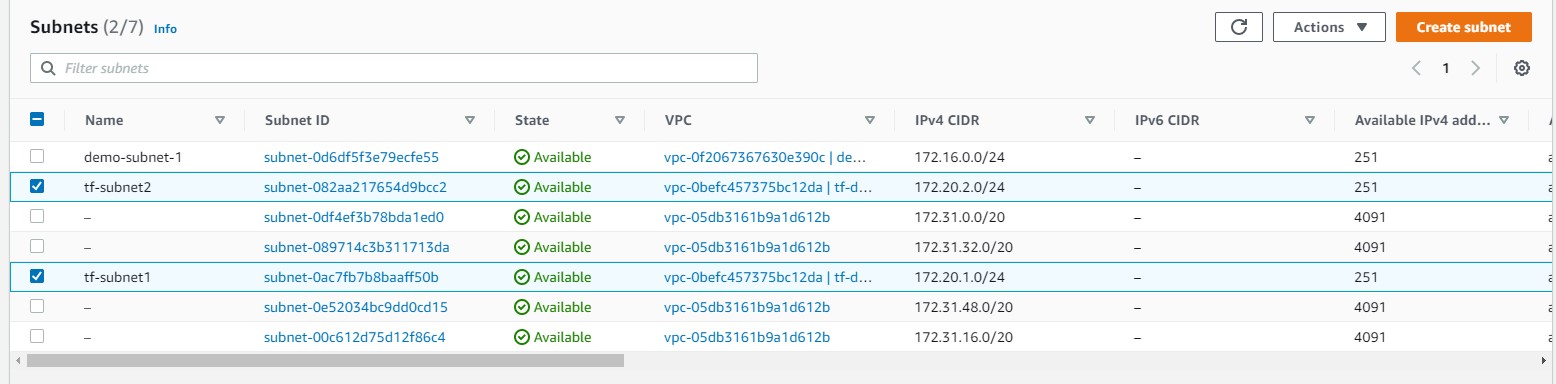 Subnets (2/7) Info Actions Create subnet
Filter subnets 1
Name Subnet ID State VPC IPv4 CIDR IPv6 CIDR Available IPv4 add...
demo-subnet-1 subnet-0d6df5f3e79ecfe55 Available vpc-0f2067367630e390c | de... 172.16.0.0/24 – 251
tf-subnet2 subnet-082aa217654d9bcc2 Available vpc-0befc457375bc12da | tf-d... 172.20.2.0/24 – 251
– subnet-0df4ef3b78bda1ed0 Available vpc-05db3161b9a1d612b 172.31.0.0/20 – 4091
– subnet-089714c3b311713da Available vpc-05db3161b9a1d612b 172.31.32.0/20 – 4091
tf-subnet1 subnet-0ac7fb7b8baaff50b Available vpc-0befc457375bc12da | tf-d... 172.20.1.0/24 – 251
– subnet-0e52034bc9dd0cd15 Available vpc-05db3161b9a1d612b 172.31.48.0/20 – 4091
– subnet-00c612d75d12f86c4 Available vpc-05db3161b9a1d612b 172.31.16.0/20 – 4091